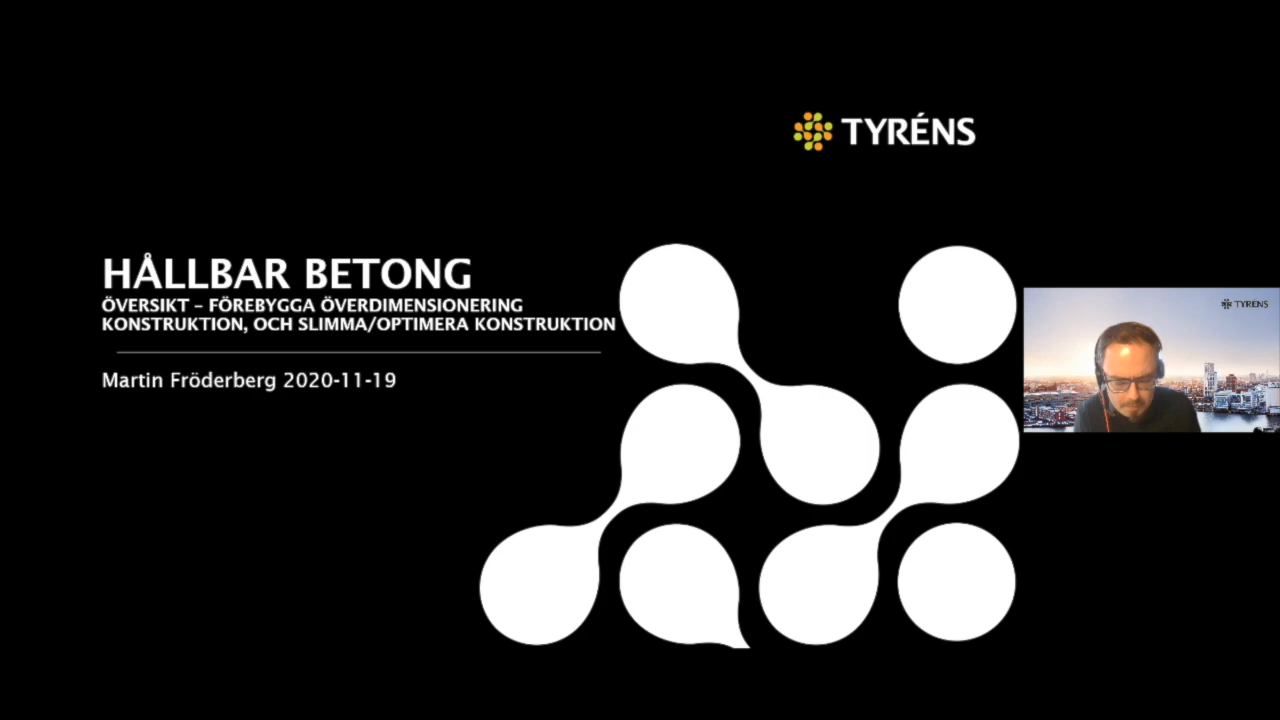 TYRÉNS
HÅLLBAR BETONG
ÖVERSIKT – FÖREBYGGA ÖVERDIMENSIONERING
KONSTRUKTION, OCH SLIMMA/OPTIMERA KONSTRUKTION
Martin Fröderberg 2020-11-19
TYRÉNS